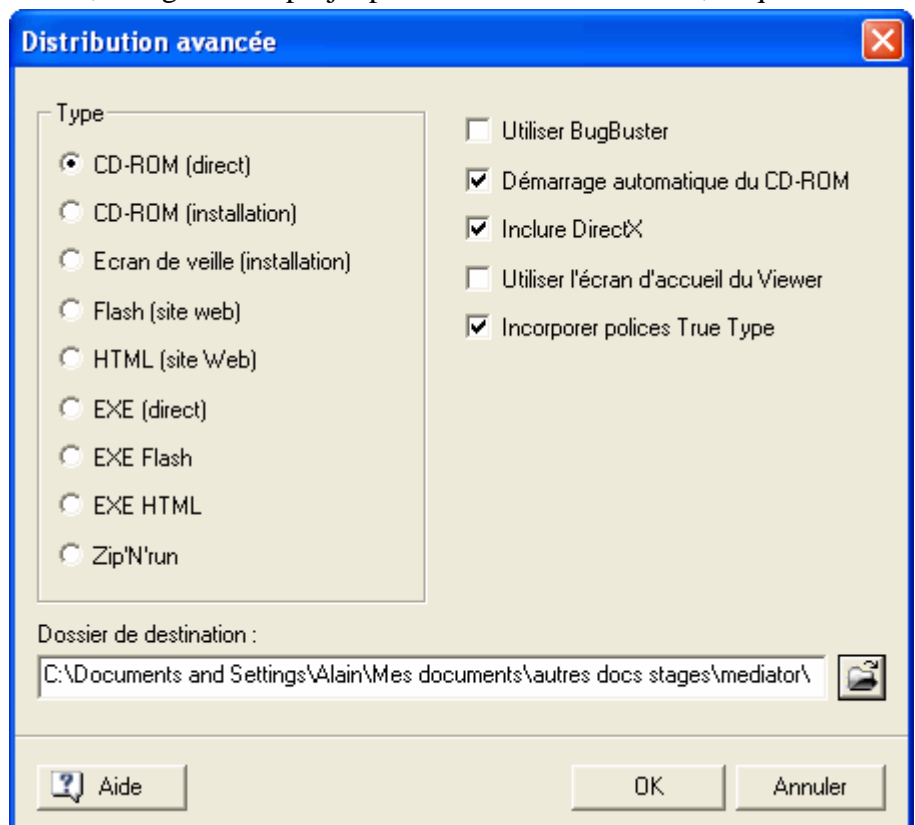 Distribution avancée
Type
CD-ROM (direct)
CD-ROM (installation)
Ecran de veille (installation)
Flash (site web)
HTML (site Web)
EXE (direct)
EXE Flash
EXE HTML
Zip'N'run
Utiliser BugBuster
Démarrage automatique du CD-ROM
Inclure DirectX
Utiliser l'écran d'accueil du Viewer
Incorporer polices True Type
Dossier de destination :
C:\Documents and Settings\Alain\Mes documents\autres docs stages\mediator\
Aide
OK
Annuler